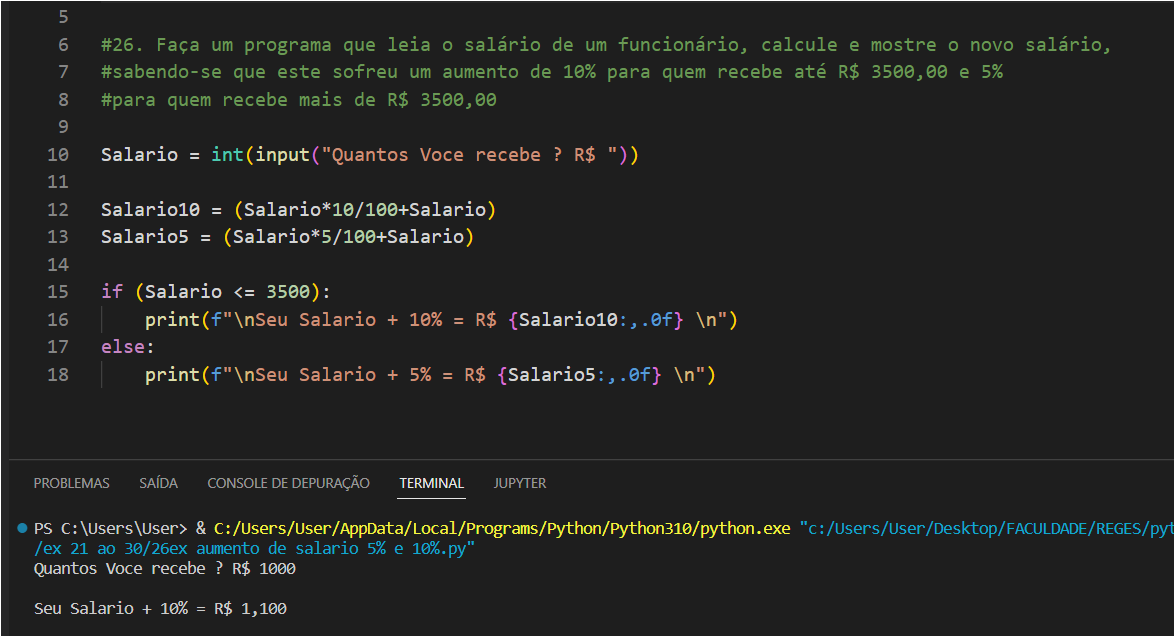 5
6 #26. Faça um programa que leia o salário de um funcionário, calcule e mostre o novo salário,
7 #sabendo-se que este sofreu um aumento de 10% para quem recebe até R$ 3500,00 e 5%
8 #para quem recebe mais de R$ 3500,00
9
10 Salario = int(input("Quantos Voce recebe ? R$ "))
11
12 Salario10 = (Salario*10/100+Salario)
13 Salario5 = (Salario*5/100+Salario)
14
15 if (Salario <= 3500):
16     print(f"\nSeu Salario + 10% = R$ {Salario10:,.0f} \n")
17 else:
18     print(f"\nSeu Salario + 5% = R$ {Salario5:,.0f} \n")
PROBLEMAS SAÍDA CONSOLE DE DEPURAÇÃO TERMINAL JUPYTER
PS C:\Users\User> & C:/Users/User/AppData/Local/Programs/Python/Python310/python.exe "c:/Users/User/Desktop/FACULDADE/REGES/pyt
/ex 21 ao 30/26ex aumento de salario 5% e 10%.py"
Quantos Voce recebe ? R$ 1000
Seu Salario + 10% = R$ 1,100